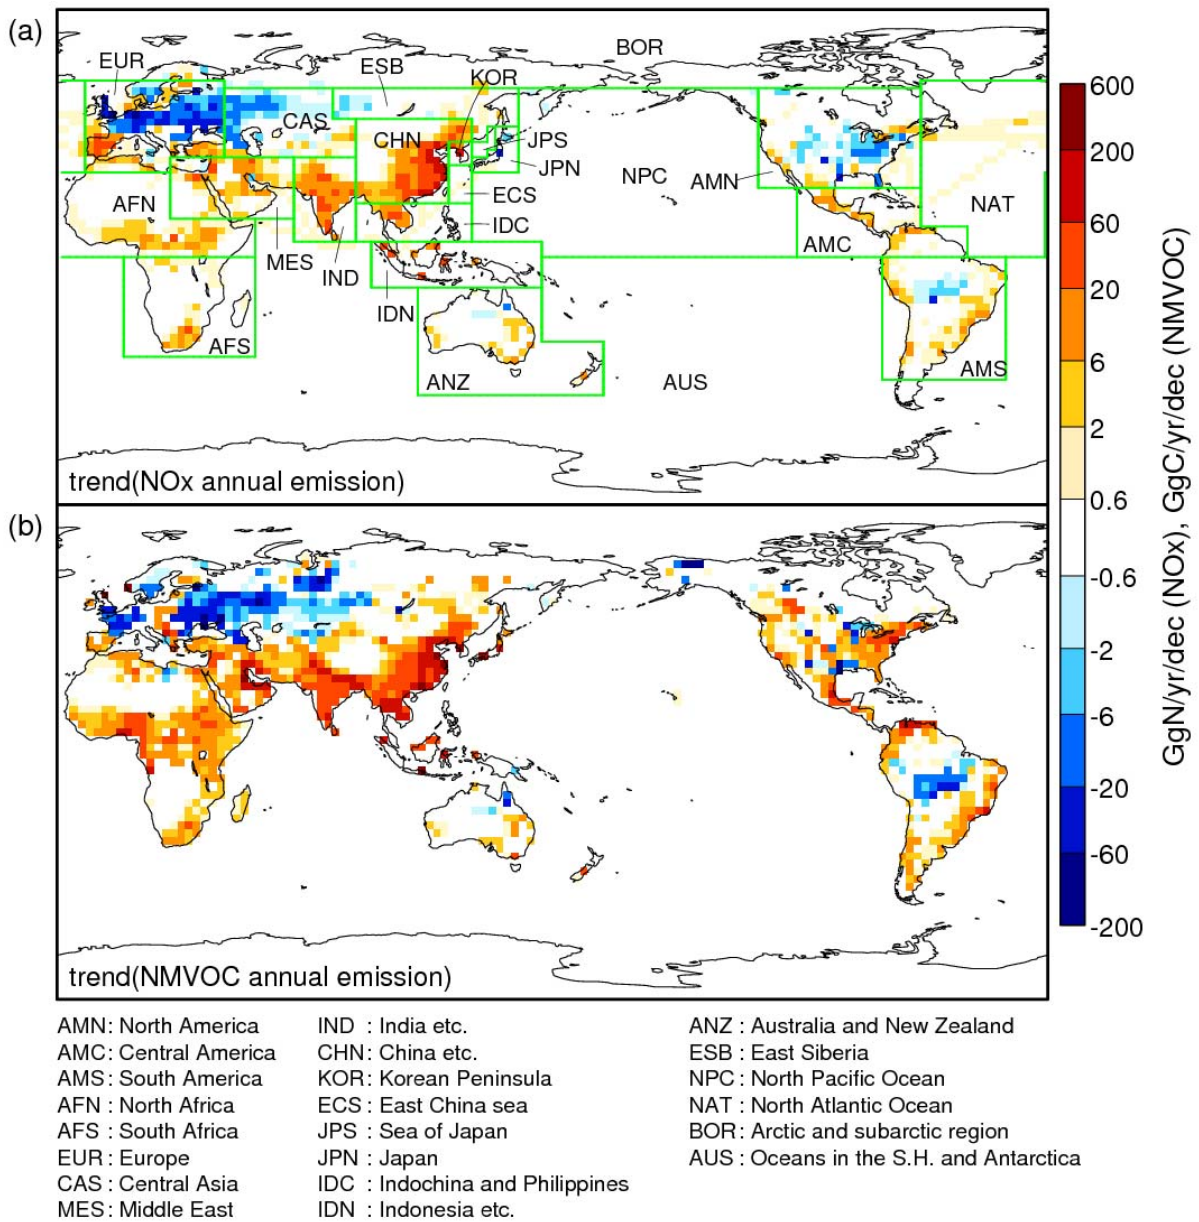 (a)
BOR
EUR
ESB
KOR
CAS
CHN
JPS
JPN
NPC
AMN
AFN
ECS
NAT
IDC
AMC
MES
IND
IDN
AFS
AMS
ANZ
AUS
trend(NOx annual emission)
(b)
trend(NMVOC annual emission)
600
200
60
20
6
2
0.6
-0.6
-2
-6
-20
-60
-200
GgN/yr/dec (NOx), GgC/yr/dec (NMVOC)
AMN: North America
AMC: Central America
AMS : South America
AFN : North Africa
AFS : South Africa
EUR : Europe
CAS : Central Asia
MES : Middle East
IND : India etc.
CHN : China etc.
KOR : Korean Peninsula
ECS : East China sea
JPS : Sea of Japan
JPN : Japan
IDC : Indochina and Philippines
IDN : Indonesia etc.
ANZ : Australia and New Zealand
ESB : East Siberia
NPC : North Pacific Ocean
NAT : North Atlantic Ocean
BOR : Arctic and subarctic region
AUS : Oceans in the S.H. and Antarctica